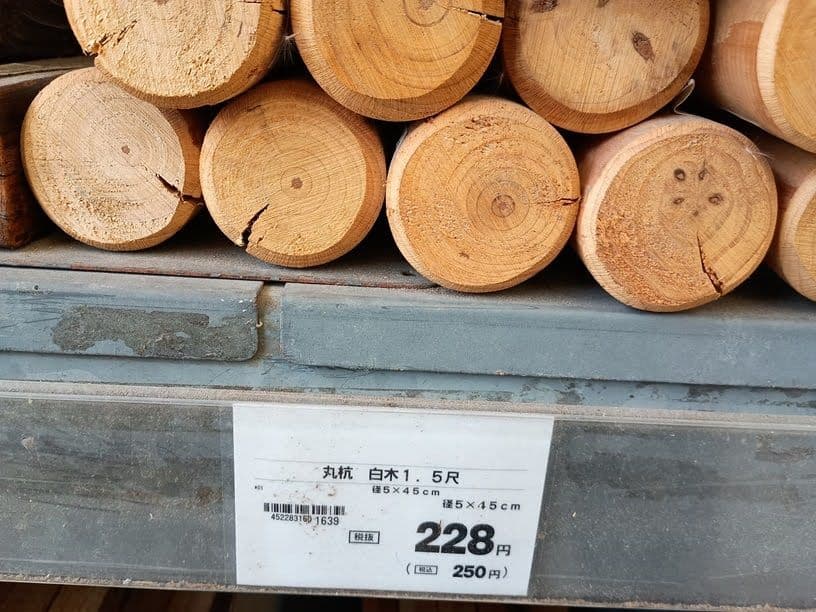 丸杭 白木1.5尺
径5×45cm
径5×45cm
1639
税抜 228円
(税込 250円)